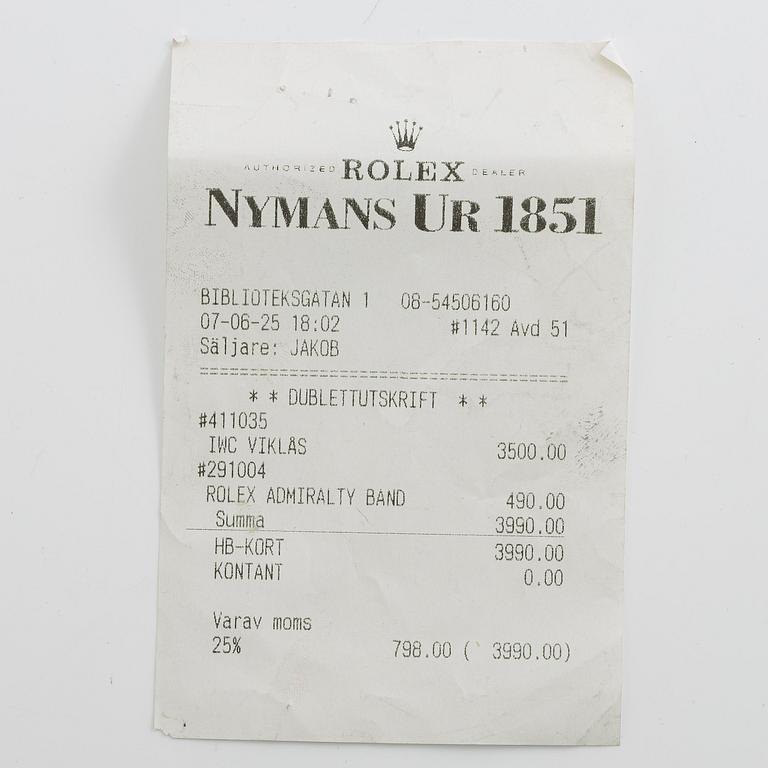 AUTHORIZED ROLEX DEALER
NYMANS UR 1851
BIBLIOTEKSGATAN 1 08-54506160
07-06-25 18:02 #1142 Avd 51
Säljare: JAKOB
* * DUBLETTUTSKRIFT * *
#411035
IWC VIKLÅS 3500.00
#291004
ROLEX ADMIRALTY BAND 490.00
Summa 3990.00
HB-KORT 3990.00
KONTANT 0.00
Varav moms
25% 798.00 ( 3990.00)